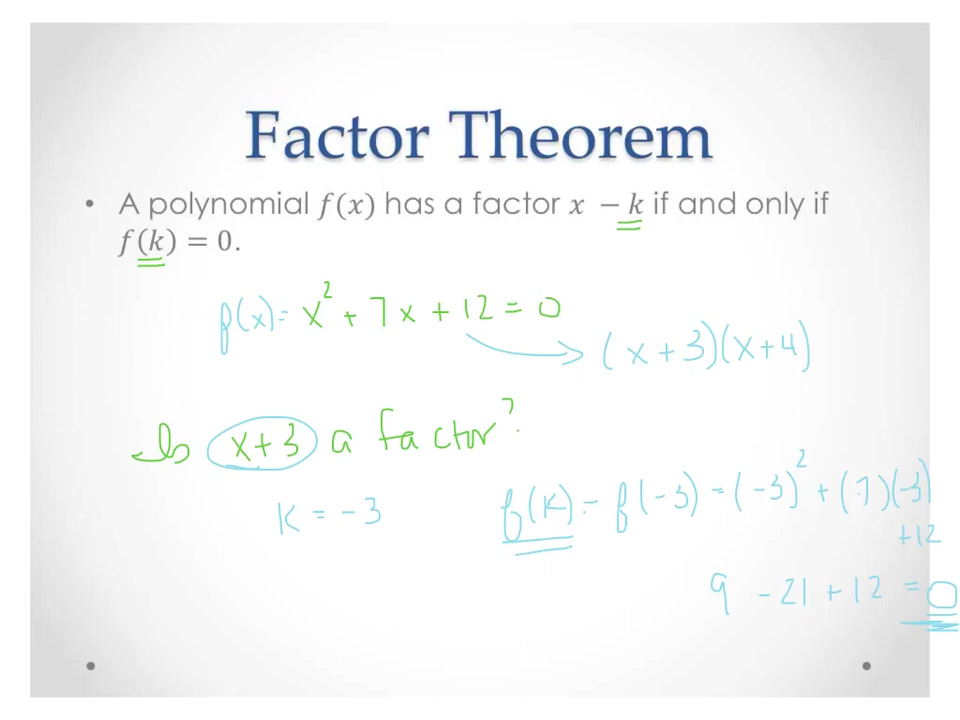 Factor Theorem
• A polynomial f(x) has a factor x − k if and only if
f(k) = 0.
f(x) = x² + 7x + 12 = 0
(x + 3)(x + 4)
Is x+3 a factor?
K = -3
f(K) = f(-3) = (-3)² + (7)(-3)
+12
9 - 21 + 12 = 0